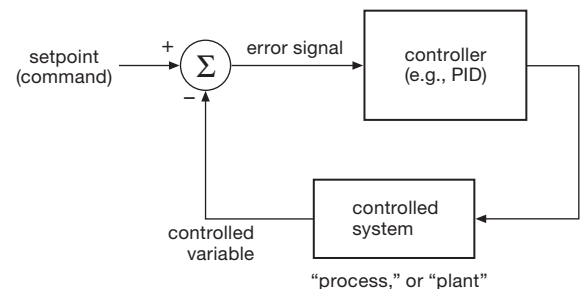 setpoint
(command)
+
Σ
−
error signal
controller
(e.g., PID)
controlled
variable
controlled
system
“process,” or “plant”